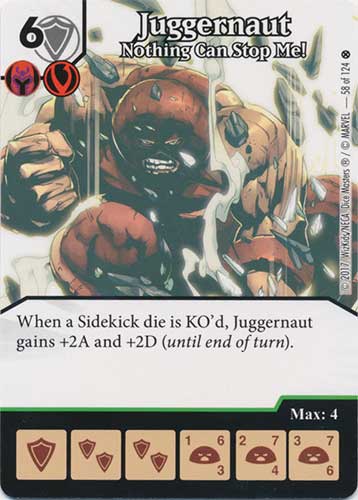 6
Juggernaut
Nothing Can Stop Me!
58 of 124
© 2017 WizKids/NECA. Dice Masters ® / © MARVEL —
When a Sidekick die is KO’d, Juggernaut
gains +2A and +2D (until end of turn).
Max: 4
1 6 3
2 7 4
3 7 6